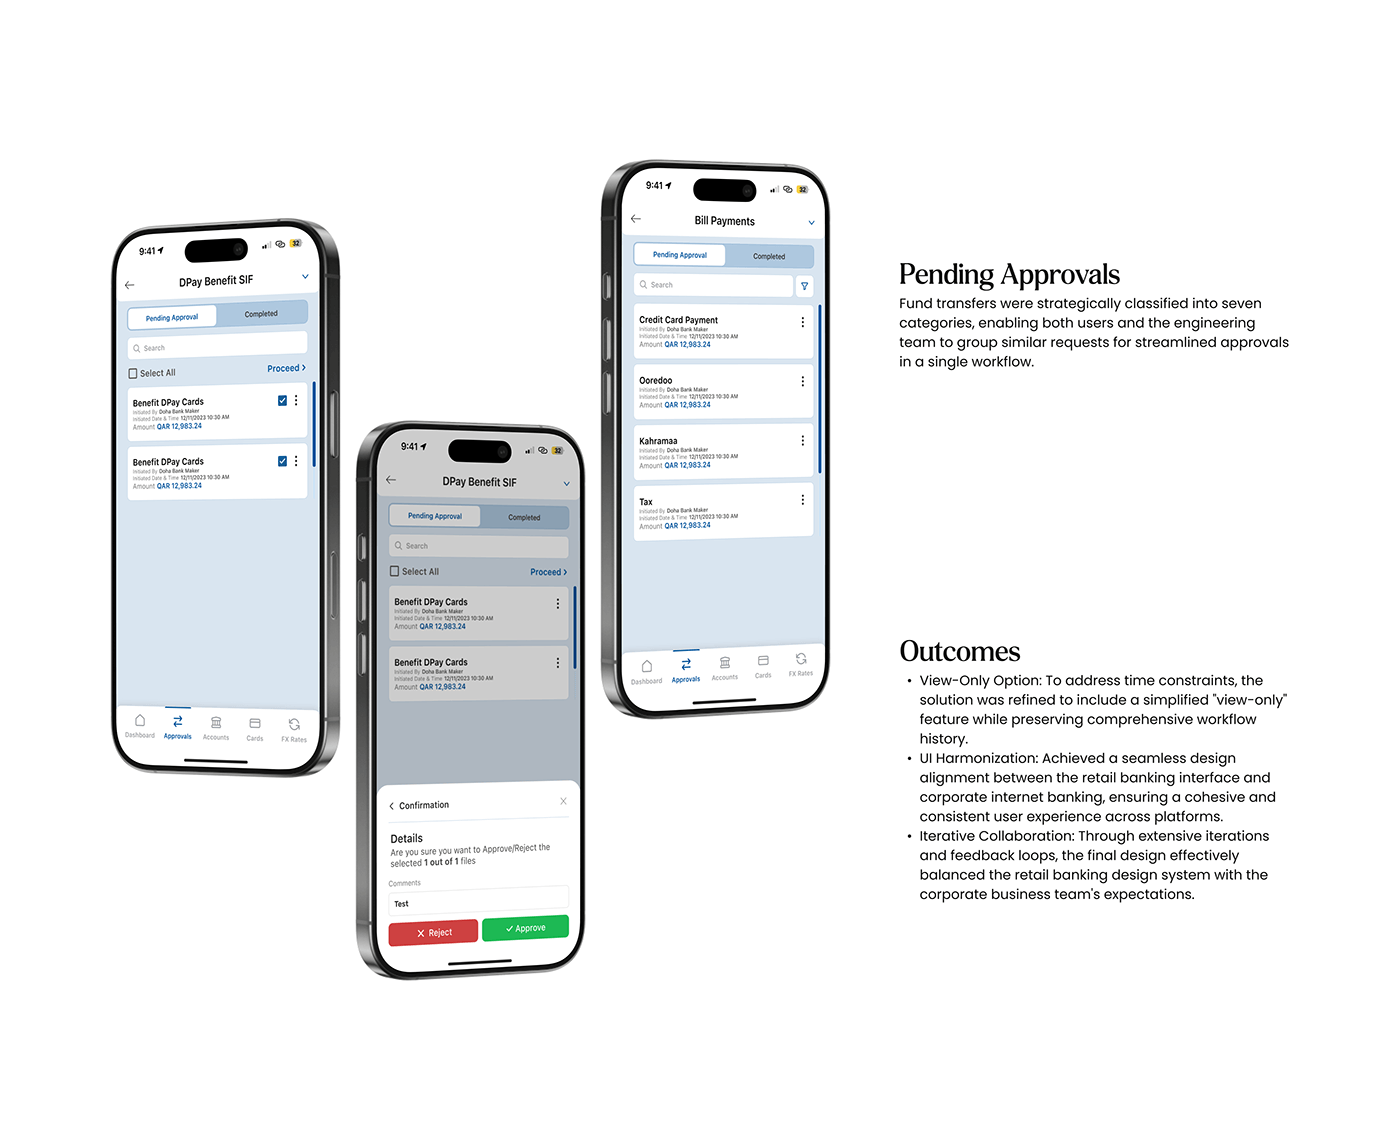 9:41
32
DPay Benefit SIF
Pending Approval
Completed
Search
Select All
Proceed >
Benefit DPay Cards
Initiated By Doha Bank Maker
Initiated Date & Time 12/11/2023 10:30 AM
Amount QAR 12,983.24
Benefit DPay Cards
Initiated By Doha Bank Maker
Initiated Date & Time 12/11/2023 10:30 AM
Amount QAR 12,983.24
Dashboard
Approvals
Accounts
Cards
FX Rates
9:41
32
DPay Benefit SIF
Pending Approval
Completed
Search
Select All
Proceed >
Benefit DPay Cards
Initiated By Doha Bank Maker
Initiated Date & Time 12/11/2023 10:30 AM
Amount QAR 12,983.24
Benefit DPay Cards
Initiated By Doha Bank Maker
Initiated Date & Time 12/11/2023 10:30 AM
Amount QAR 12,983.24
Confirmation
Details
Are you sure you want to Approve/Reject the
selected 1 out of 1 files
Comments
Test
Reject
Approve
9:41
32
Bill Payments
Pending Approval
Completed
Search
Credit Card Payment
Initiated By Doha Bank Maker
Initiated Date & Time 12/11/2023 10:30 AM
Amount QAR 12,983.24
Ooredoo
Initiated By Doha Bank Maker
Initiated Date & Time 12/11/2023 10:30 AM
Amount QAR 12,983.24
Kahramaa
Initiated By Doha Bank Maker
Initiated Date & Time 12/11/2023 10:30 AM
Amount QAR 12,983.24
Tax
Initiated By Doha Bank Maker
Initiated Date & Time 12/11/2023 10:30 AM
Amount QAR 12,983.24
Dashboard
Approvals
Accounts
Cards
FX Rates
Pending Approvals
Fund transfers were strategically classified into seven
categories, enabling both users and the engineering
team to group similar requests for streamlined approvals
in a single workflow.
Outcomes
• View-Only Option: To address time constraints, the
solution was refined to include a simplified "view-only"
feature while preserving comprehensive workflow
history.
• UI Harmonization: Achieved a seamless design
alignment between the retail banking interface and
corporate internet banking, ensuring a cohesive and
consistent user experience across platforms.
• Iterative Collaboration: Through extensive iterations
and feedback loops, the final design effectively
balanced the retail banking design system with the
corporate business team's expectations.